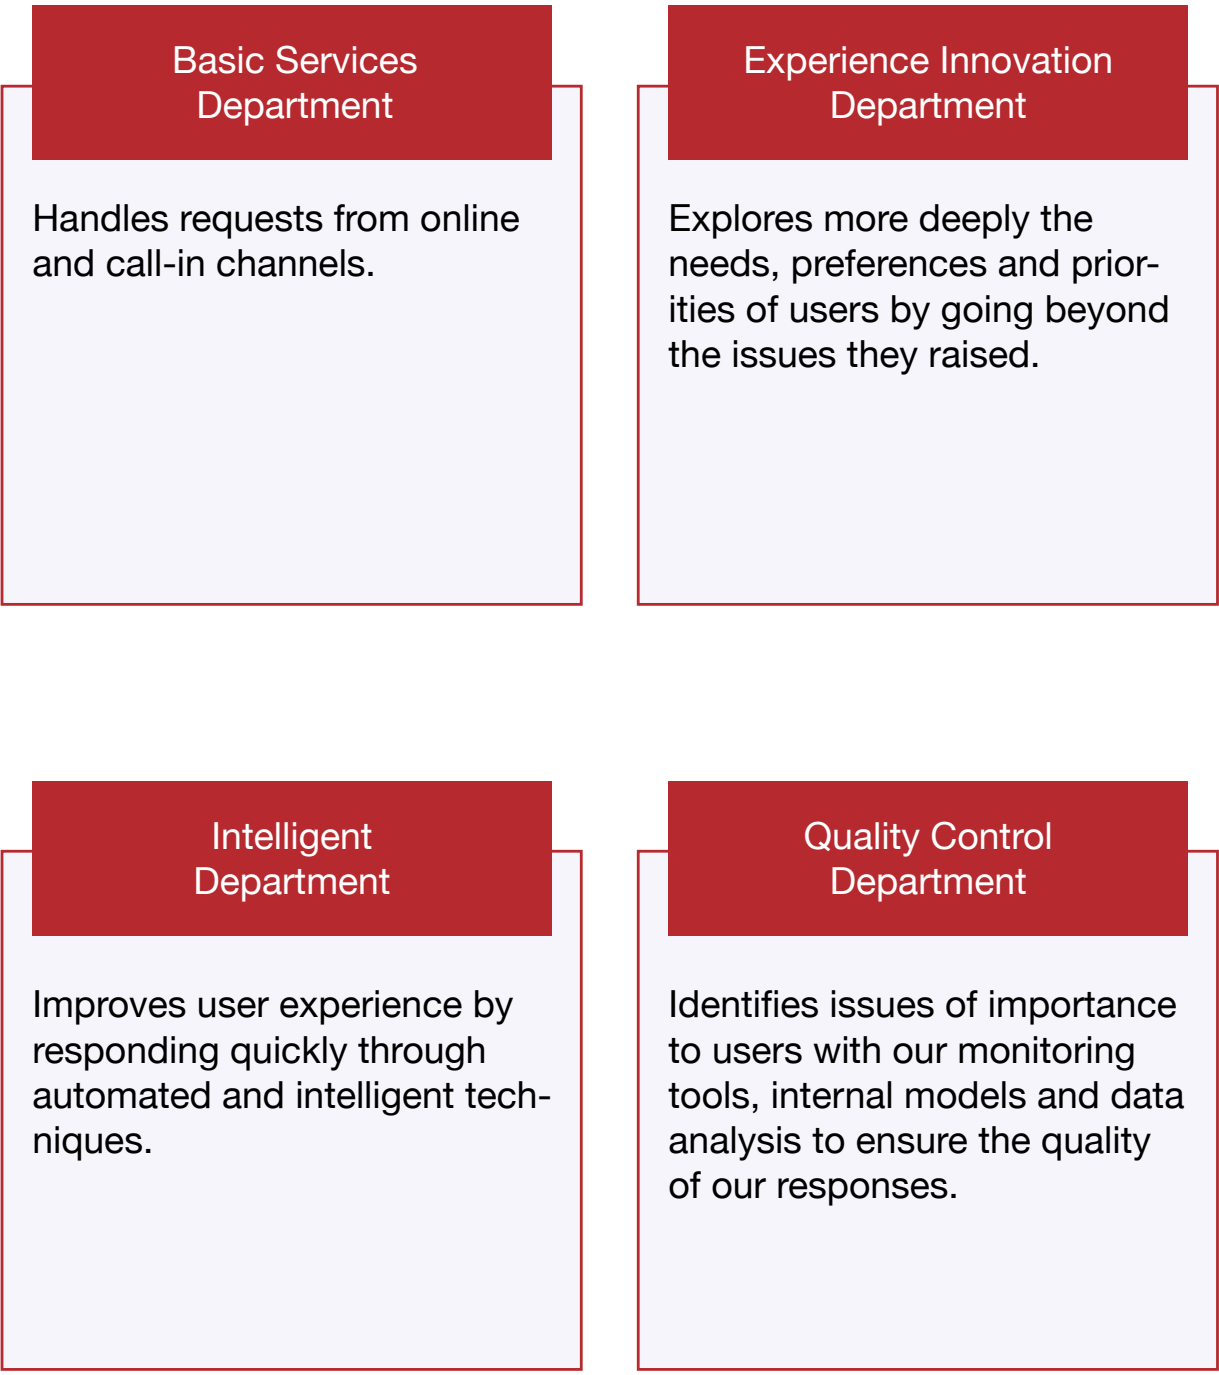 Basic Services
Department
Handles requests from online
and call-in channels.
Experience Innovation
Department
Explores more deeply the
needs, preferences and prior-
ities of users by going beyond
the issues they raised.
Intelligent
Department
Improves user experience by
responding quickly through
automated and intelligent tech-
niques.
Quality Control
Department
Identifies issues of importance
to users with our monitoring
tools, internal models and data
analysis to ensure the quality
of our responses.